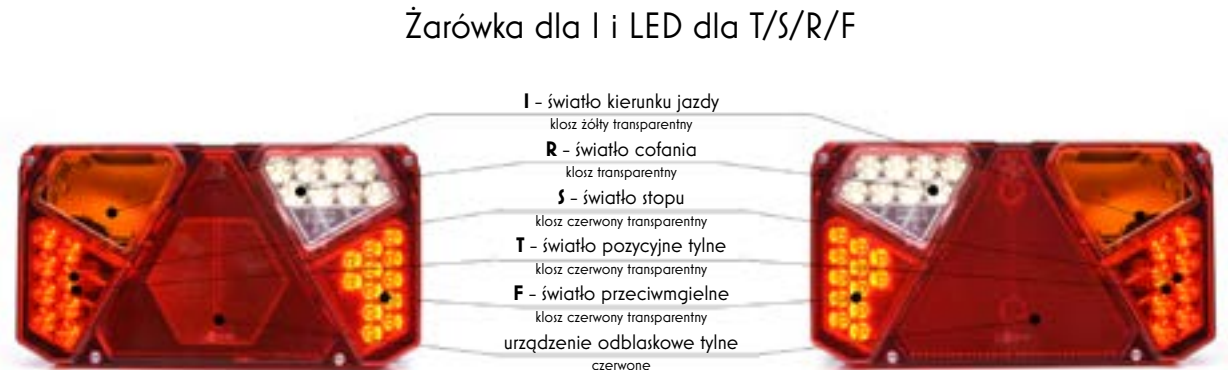 Żarówka dla I i LED dla T/S/R/F
I - światło kierunku jazdy
klosz żółty transparentny
R - światło cofania
klosz transparentny
S - światło stopu
klosz czerwony transparentny
T - światło pozycyjne tylne
klosz czerwony transparentny
F - światło przeciwmgielne
klosz czerwony transparentny
urządzenie odblaskowe tylne
czerwone